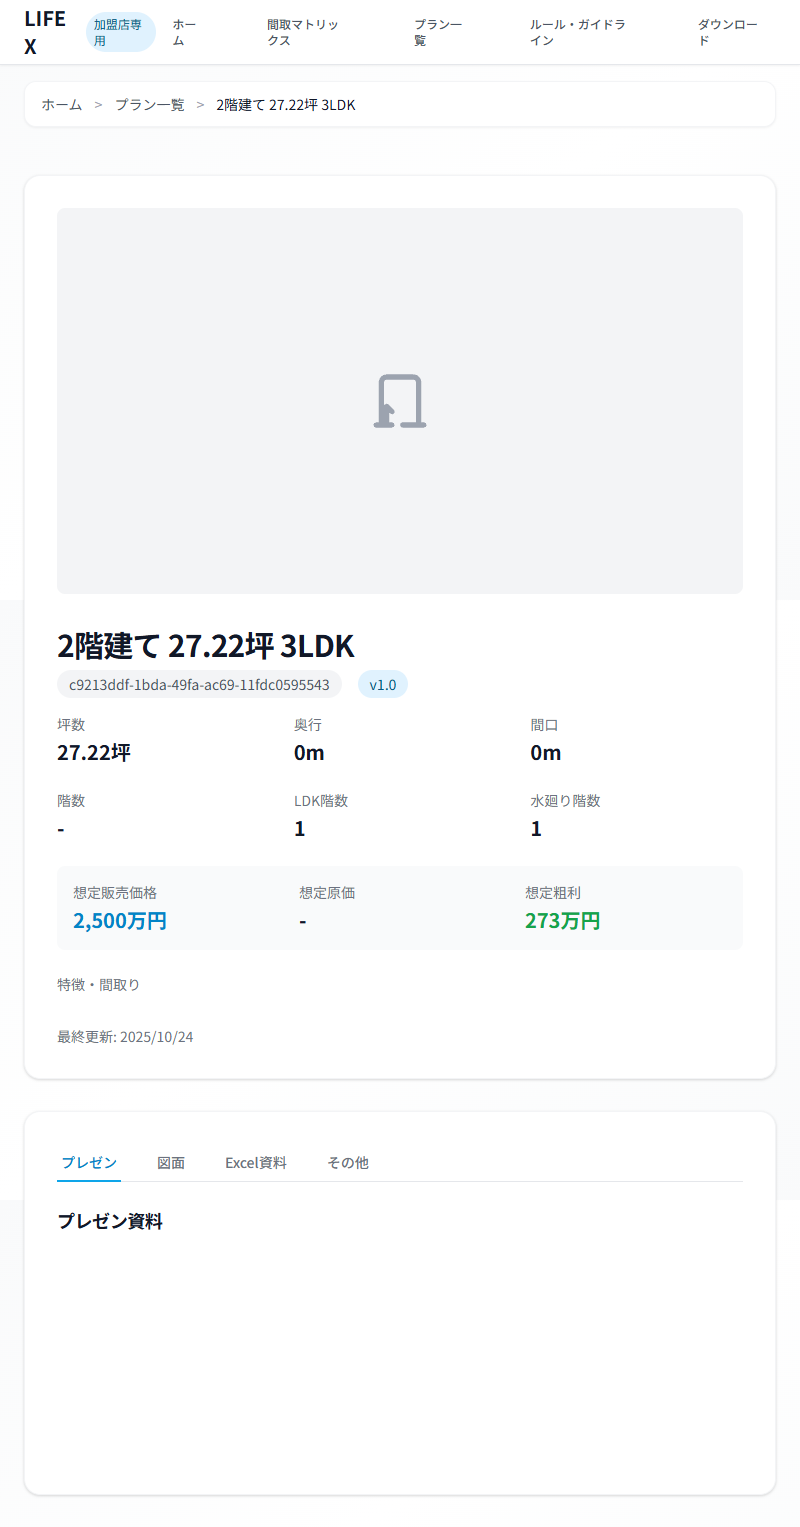 LIFE
X
加盟店専
用
ホー
ム
間取マトリッ
クス
プラン一
覧
ルール・ガイドラ
イン
ダウンロー
ド
ホーム > プラン一覧 > 2階建て 27.22坪 3LDK
2階建て 27.22坪 3LDK
c9213ddf-1bda-49fa-ac69-11fdc0595543 v1.0
坪数 奥行 間口
27.22坪 0m 0m
階数 LDK階数 水廻り階数
- 1 1
想定販売価格 想定原価 想定粗利
2,500万円 - 273万円
特徴・間取り
最終更新: 2025/10/24
プレゼン 図面 Excel資料 その他
プレゼン資料